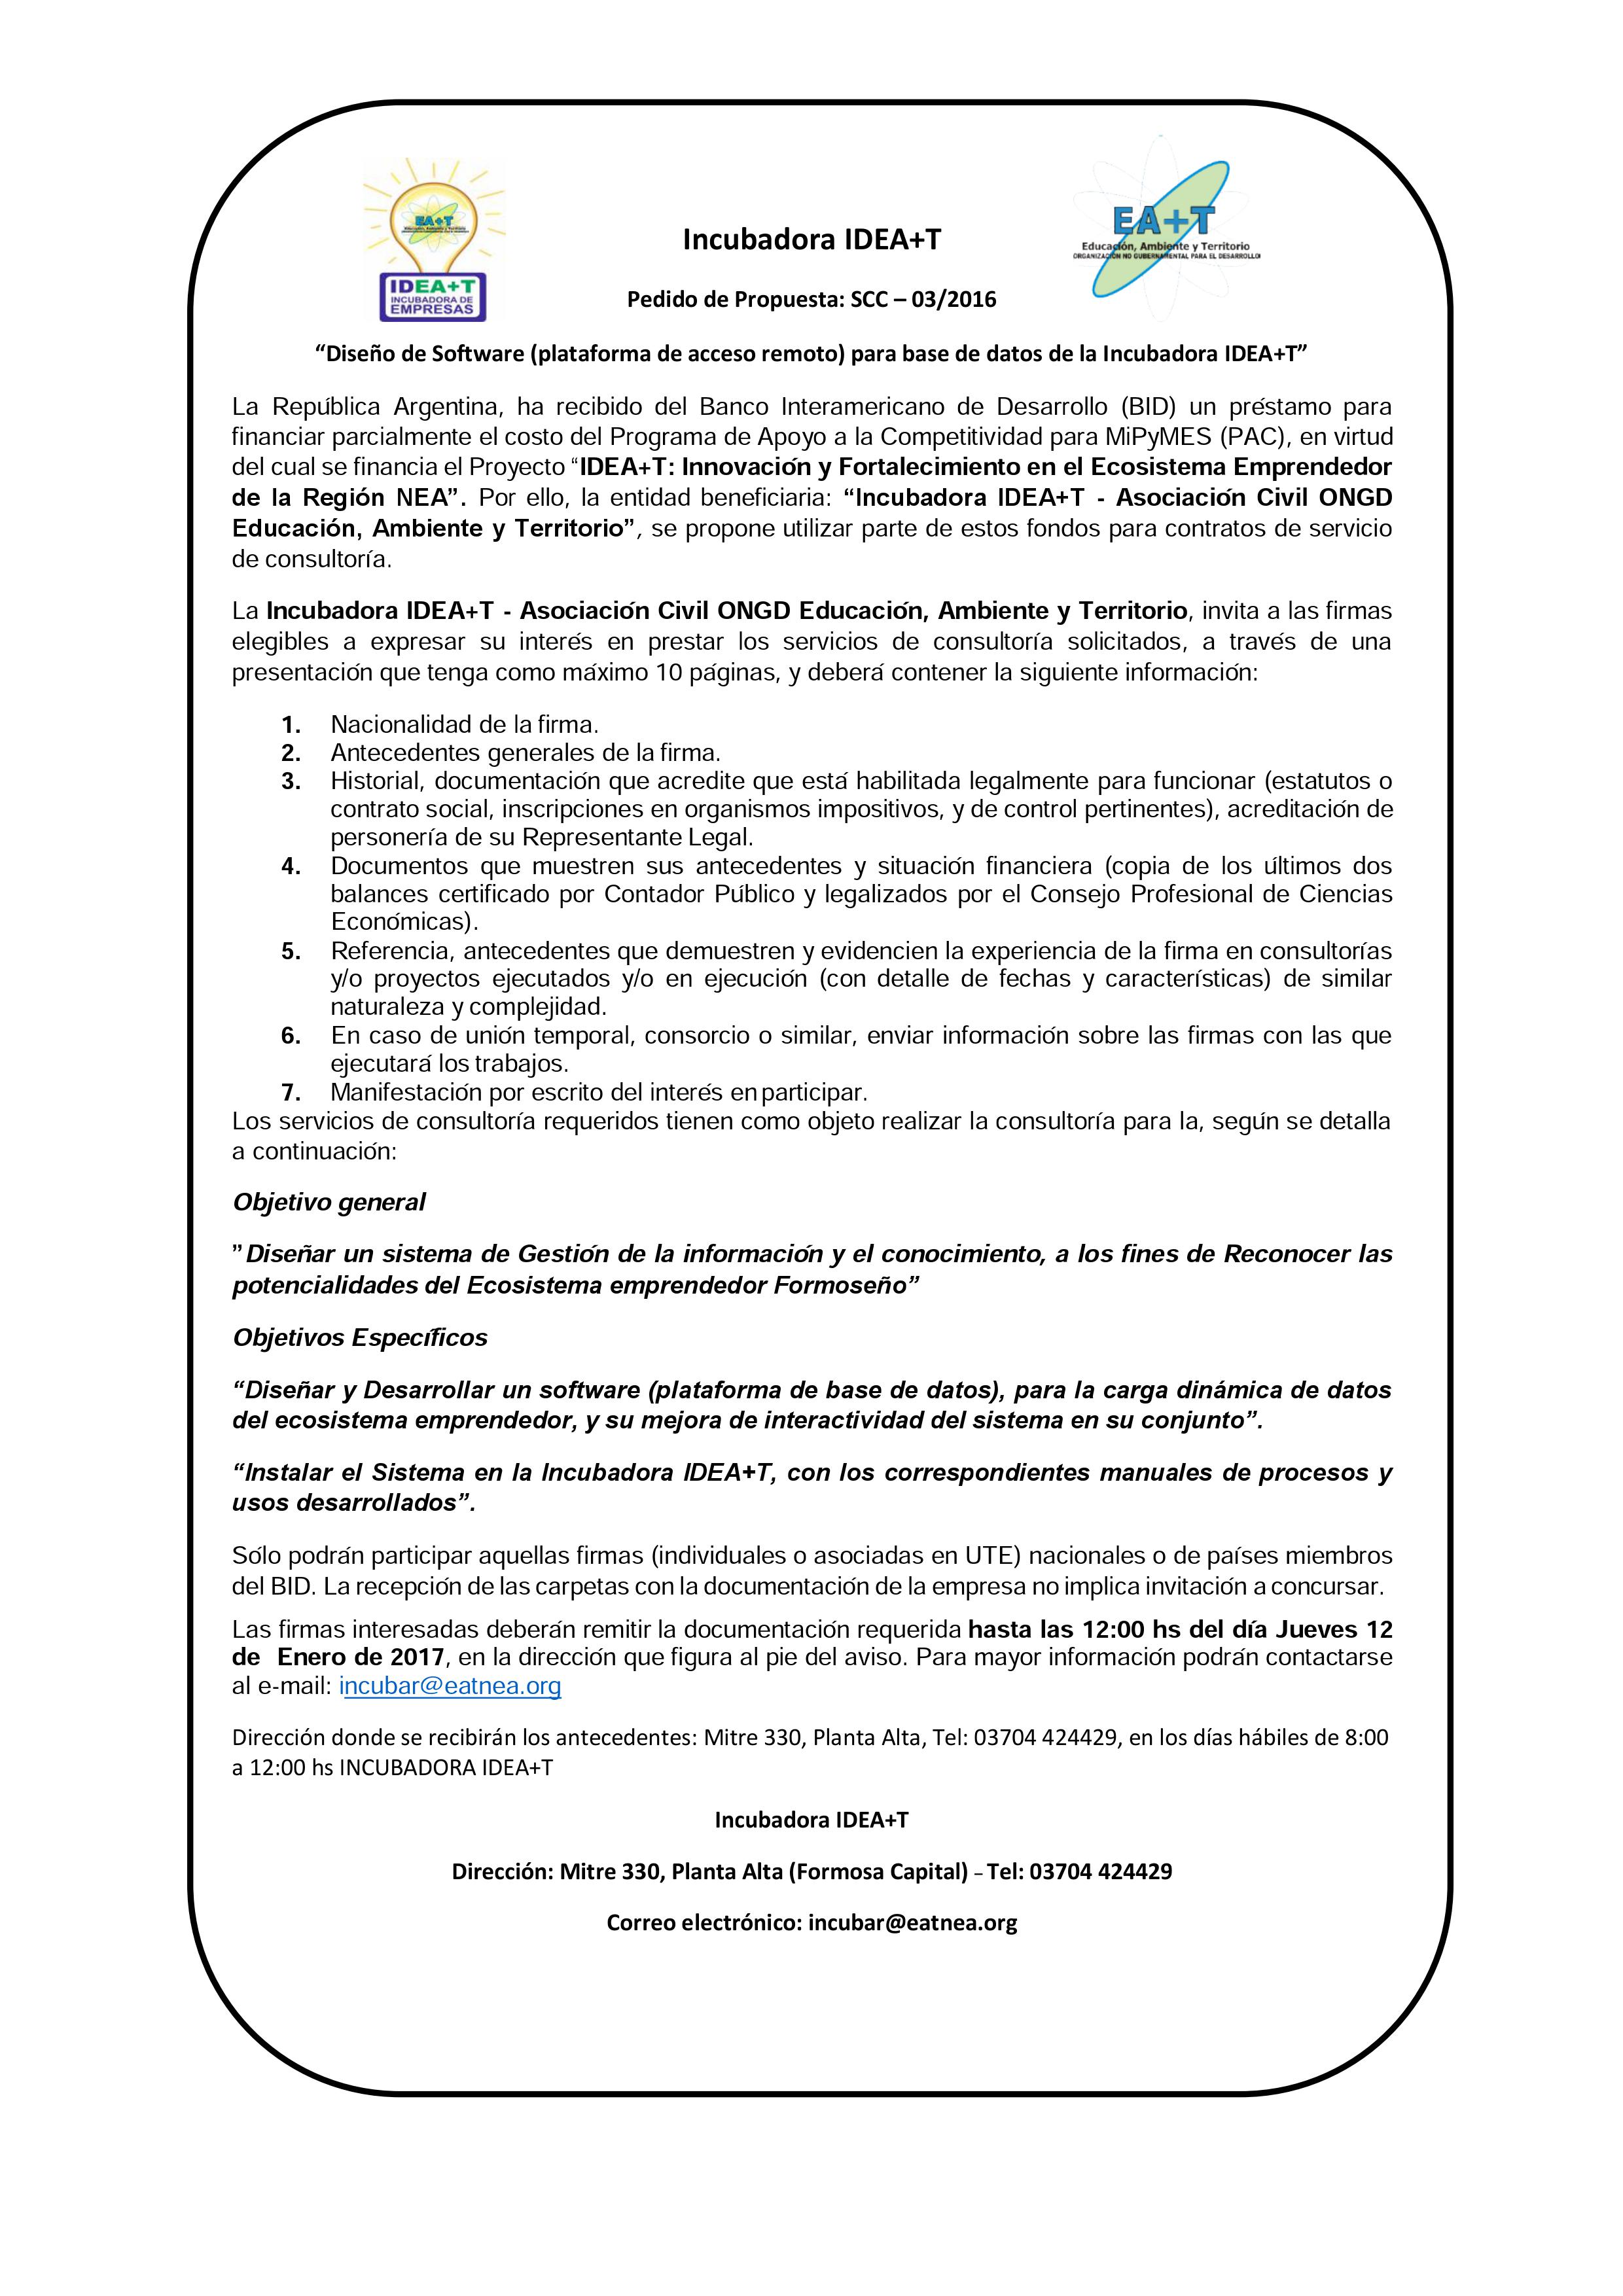 EA+T
IDEA+T
INCUBADORA DE
EMPRESAS
EA+T
Educación, Ambiente y Territorio
ORGANIZACIÓN NO GUBERNAMENTAL PARA EL DESARROLLO
Incubadora IDEA+T
Pedido de Propuesta: SCC – 03/2016
“Diseño de Software (plataforma de acceso remoto) para base de datos de la Incubadora IDEA+T”
La República Argentina, ha recibido del Banco Interamericano de Desarrollo (BID) un préstamo para
financiar parcialmente el costo del Programa de Apoyo a la Competitividad para MiPyMES (PAC), en virtud
del cual se financia el Proyecto “IDEA+T: Innovación y Fortalecimiento en el Ecosistema Emprendedor
de la Región NEA”. Por ello, la entidad beneficiaria: “Incubadora IDEA+T - Asociación Civil ONGD
Educación, Ambiente y Territorio”, se propone utilizar parte de estos fondos para contratos de servicio
de consultoría.
La Incubadora IDEA+T - Asociación Civil ONGD Educación, Ambiente y Territorio, invita a las firmas
elegibles a expresar su interés en prestar los servicios de consultoría solicitados, a través de una
presentación que tenga como máximo 10 páginas, y deberá contener la siguiente información:
1. Nacionalidad de la firma.
2. Antecedentes generales de la firma.
3. Historial, documentación que acredite que está habilitada legalmente para funcionar (estatutos o
contrato social, inscripciones en organismos impositivos, y de control pertinentes), acreditación de
personería de su Representante Legal.
4. Documentos que muestren sus antecedentes y situación financiera (copia de los últimos dos
balances certificado por Contador Público y legalizados por el Consejo Profesional de Ciencias
Económicas).
5. Referencia, antecedentes que demuestren y evidencien la experiencia de la firma en consultorías
y/o proyectos ejecutados y/o en ejecución (con detalle de fechas y características) de similar
naturaleza y complejidad.
6. En caso de unión temporal, consorcio o similar, enviar información sobre las firmas con las que
ejecutará los trabajos.
7. Manifestación por escrito del interés en participar.
Los servicios de consultoría requeridos tienen como objeto realizar la consultoría para la, según se detalla
a continuación:
Objetivo general
”Diseñar un sistema de Gestión de la información y el conocimiento, a los fines de Reconocer las
potencialidades del Ecosistema emprendedor Formoseño”
Objetivos Específicos
“Diseñar y Desarrollar un software (plataforma de base de datos), para la carga dinámica de datos
del ecosistema emprendedor, y su mejora de interactividad del sistema en su conjunto”.
“Instalar el Sistema en la Incubadora IDEA+T, con los correspondientes manuales de procesos y
usos desarrollados”.
Sólo podrán participar aquellas firmas (individuales o asociadas en UTE) nacionales o de países miembros
del BID. La recepción de las carpetas con la documentación de la empresa no implica invitación a concursar.
Las firmas interesadas deberán remitir la documentación requerida hasta las 12:00 hs del día Jueves 12
de Enero de 2017, en la dirección que figura al pie del aviso. Para mayor información podrán contactarse
al e-mail: incubar@eatnea.org
Dirección donde se recibirán los antecedentes: Mitre 330, Planta Alta, Tel: 03704 424429, en los días hábiles de 8:00
a 12:00 hs INCUBADORA IDEA+T
Incubadora IDEA+T
Dirección: Mitre 330, Planta Alta (Formosa Capital) – Tel: 03704 424429
Correo electrónico: incubar@eatnea.org